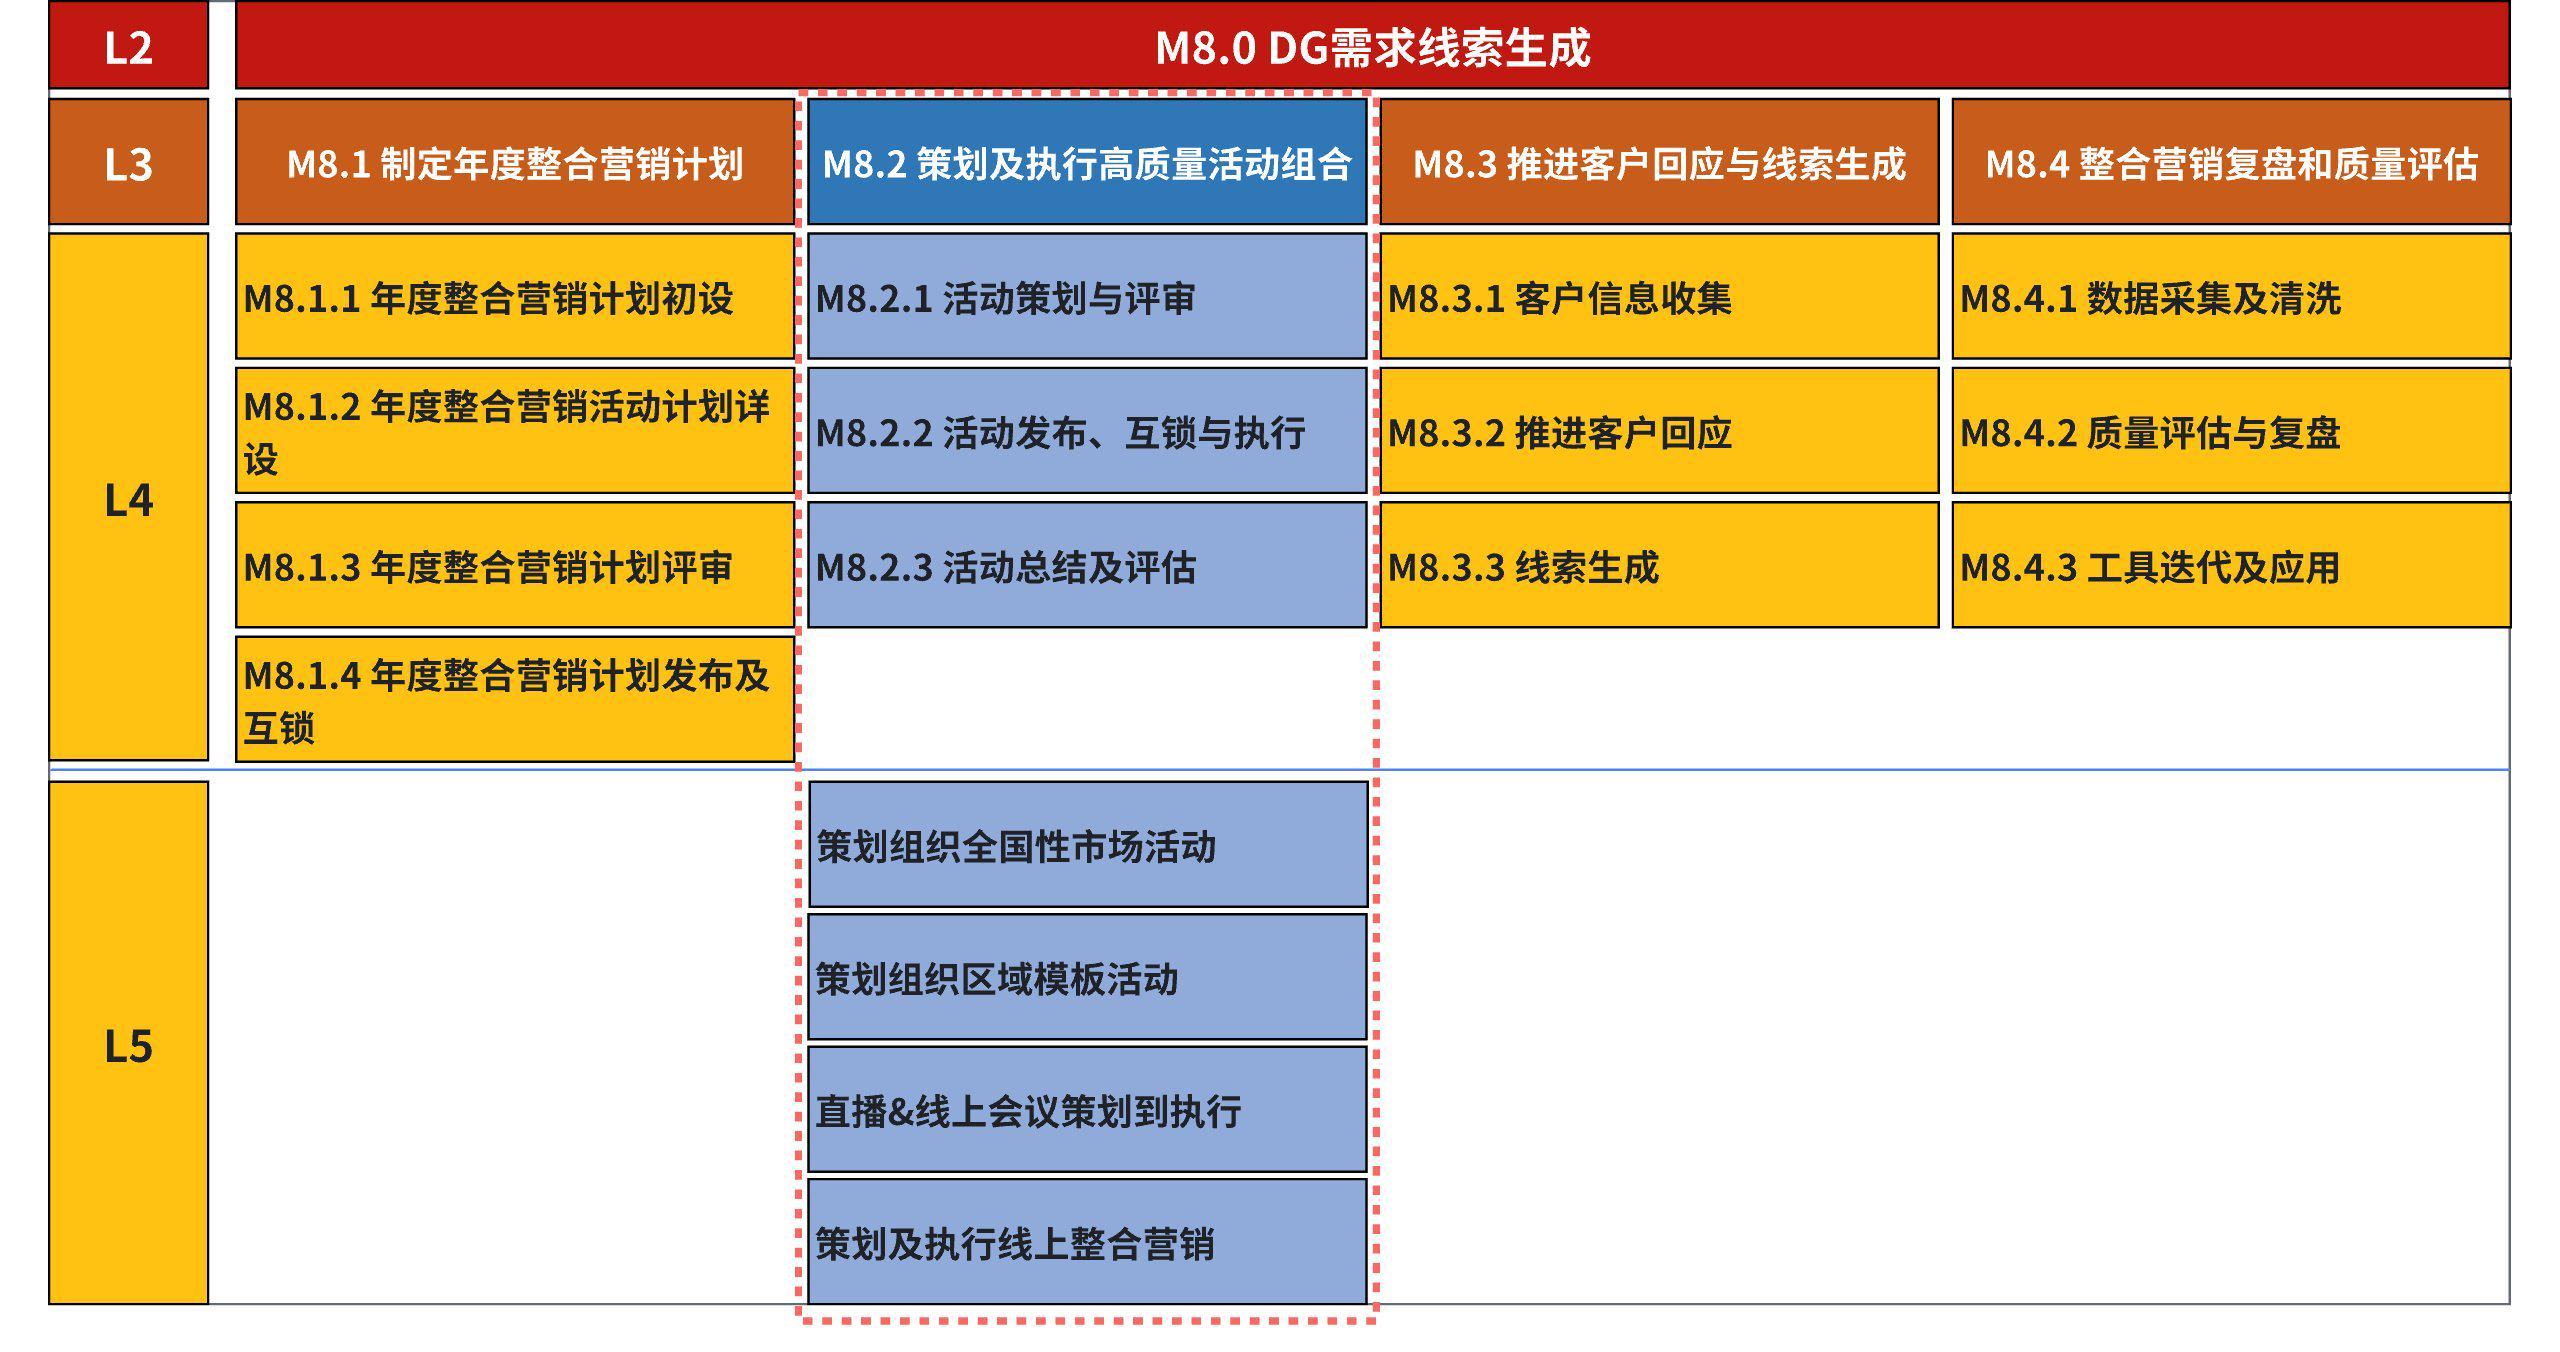 L2
M8.0 DG需求线索生成
L3
M8.1 制定年度整合营销计划
M8.2 策划及执行高质量活动组合
M8.3 推进客户回应与线索生成
M8.4 整合营销复盘和质量评估
L4
M8.1.1 年度整合营销计划初设
M8.2.1 活动策划与评审
M8.3.1 客户信息收集
M8.4.1 数据采集及清洗
M8.1.2 年度整合营销活动计划详
设
M8.2.2 活动发布、互锁与执行
M8.3.2 推进客户回应
M8.4.2 质量评估与复盘
M8.1.3 年度整合营销计划评审
M8.2.3 活动总结及评估
M8.3.3 线索生成
M8.4.3 工具迭代及应用
M8.1.4 年度整合营销计划发布及
互锁
L5
策划组织全国性市场活动
策划组织区域模板活动
直播&线上会议策划到执行
策划及执行线上整合营销